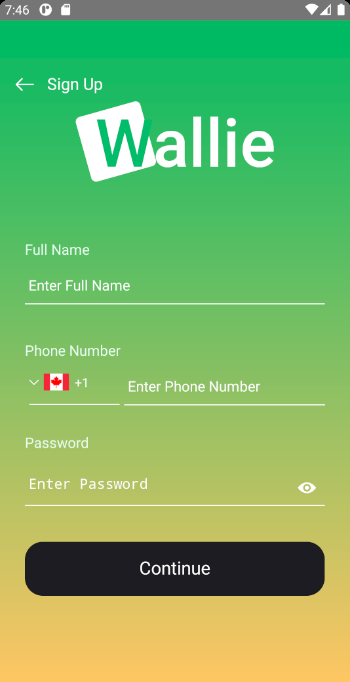 7:46
Sign Up
Wallie
Full Name
Enter Full Name
Phone Number
+1 Enter Phone Number
Password
Enter Password
Continue